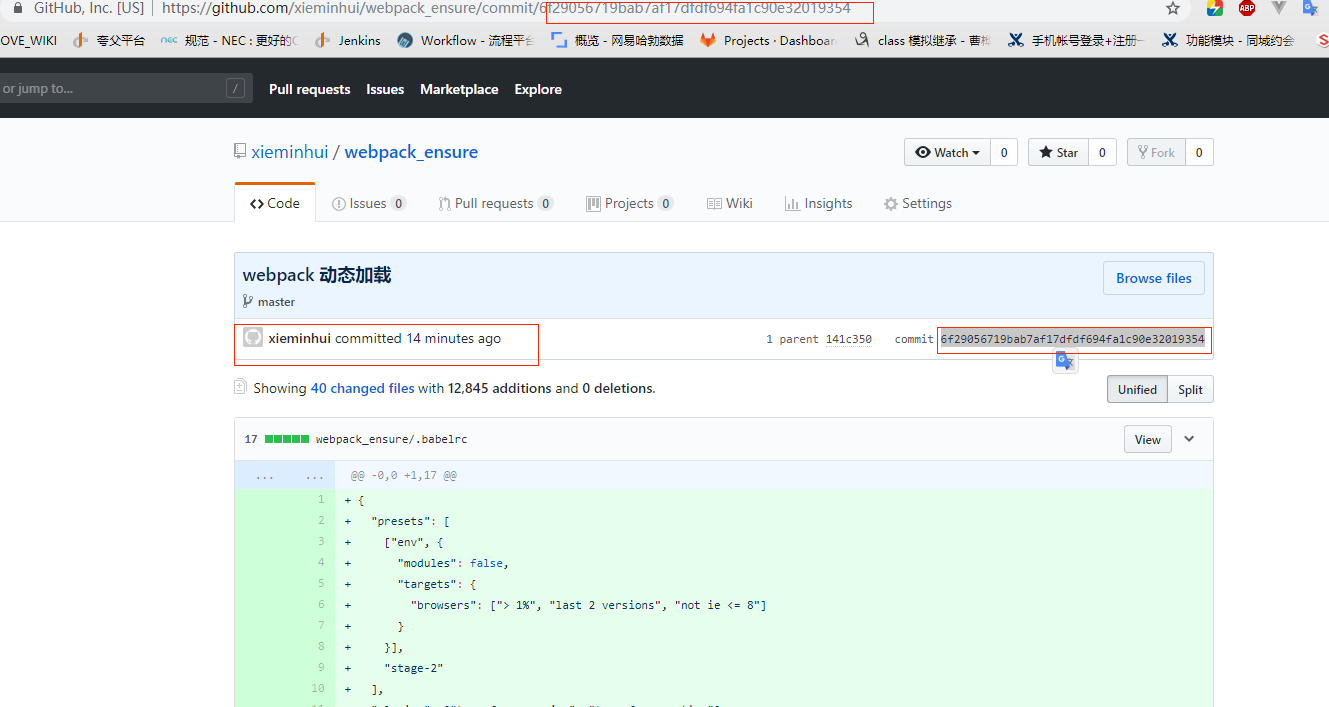 GitHub, Inc. [US] | https://github.com/xieminhui/webpack_ensure/commit/6f29056719bab7af17dfdf694fa1c90e32019354
ABP
OVE_WIKI 夸父平台 nec 规范 - NEC : 更好的 Jenkins Workflow - 流程平台 概览 - 网易哈勃数据 Projects · Dashboar class 模拟继承 - 曹 手机帐号登录+注册 功能模块 - 同城约会
or jump to... /
Pull requests Issues Marketplace Explore
xieminhui / webpack_ensure
Watch 0 Star 0 Fork 0
Code Issues 0 Pull requests 0 Projects 0 Wiki Insights Settings
webpack 动态加载
Browse files
master
xieminhui committed 14 minutes ago
1 parent 141c350 commit 6f29056719bab7af17dfdf694fa1c90e32019354
Showing 40 changed files with 12,845 additions and 0 deletions.
Unified Split
17 webpack_ensure/.babelrc
View
... ... @@ -0,0 +1,17 @@
1 + {
2 + "presets": [
3 + ["env", {
4 + "modules": false,
5 + "targets": {
6 + "browsers": ["> 1%", "last 2 versions", "not ie <= 8"]
7 + }
8 + }],
9 + "stage-2"
10 + ],